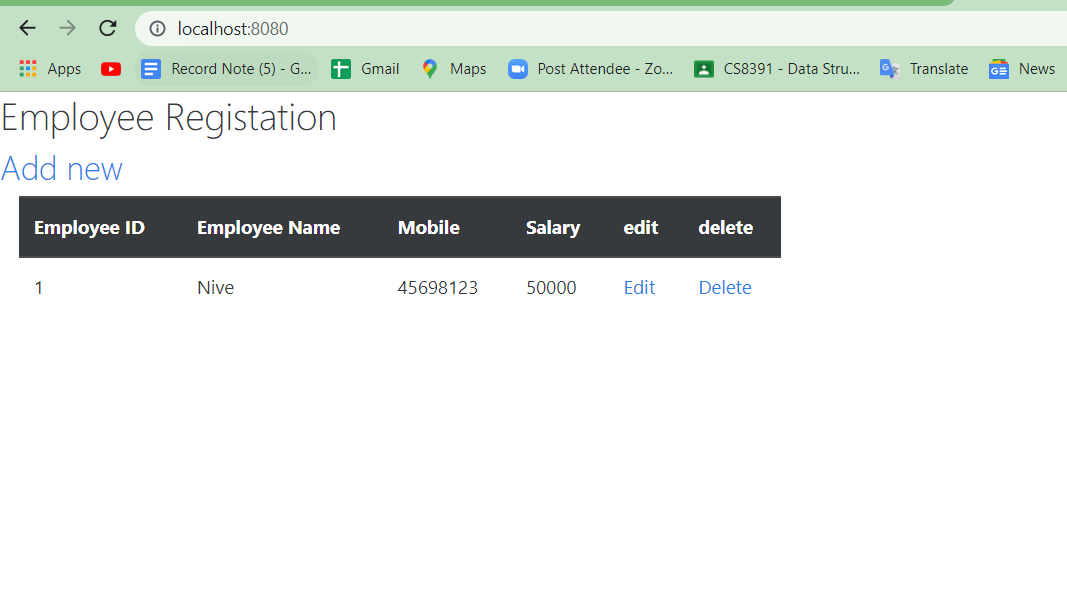 localhost:8080
Apps Record Note (5) - G... Gmail Maps Post Attendee - Zo... CS8391 - Data Stru... Translate News
Employee Registation
Add new
Employee ID Employee Name Mobile Salary edit delete
1 Nive 45698123 50000 Edit Delete